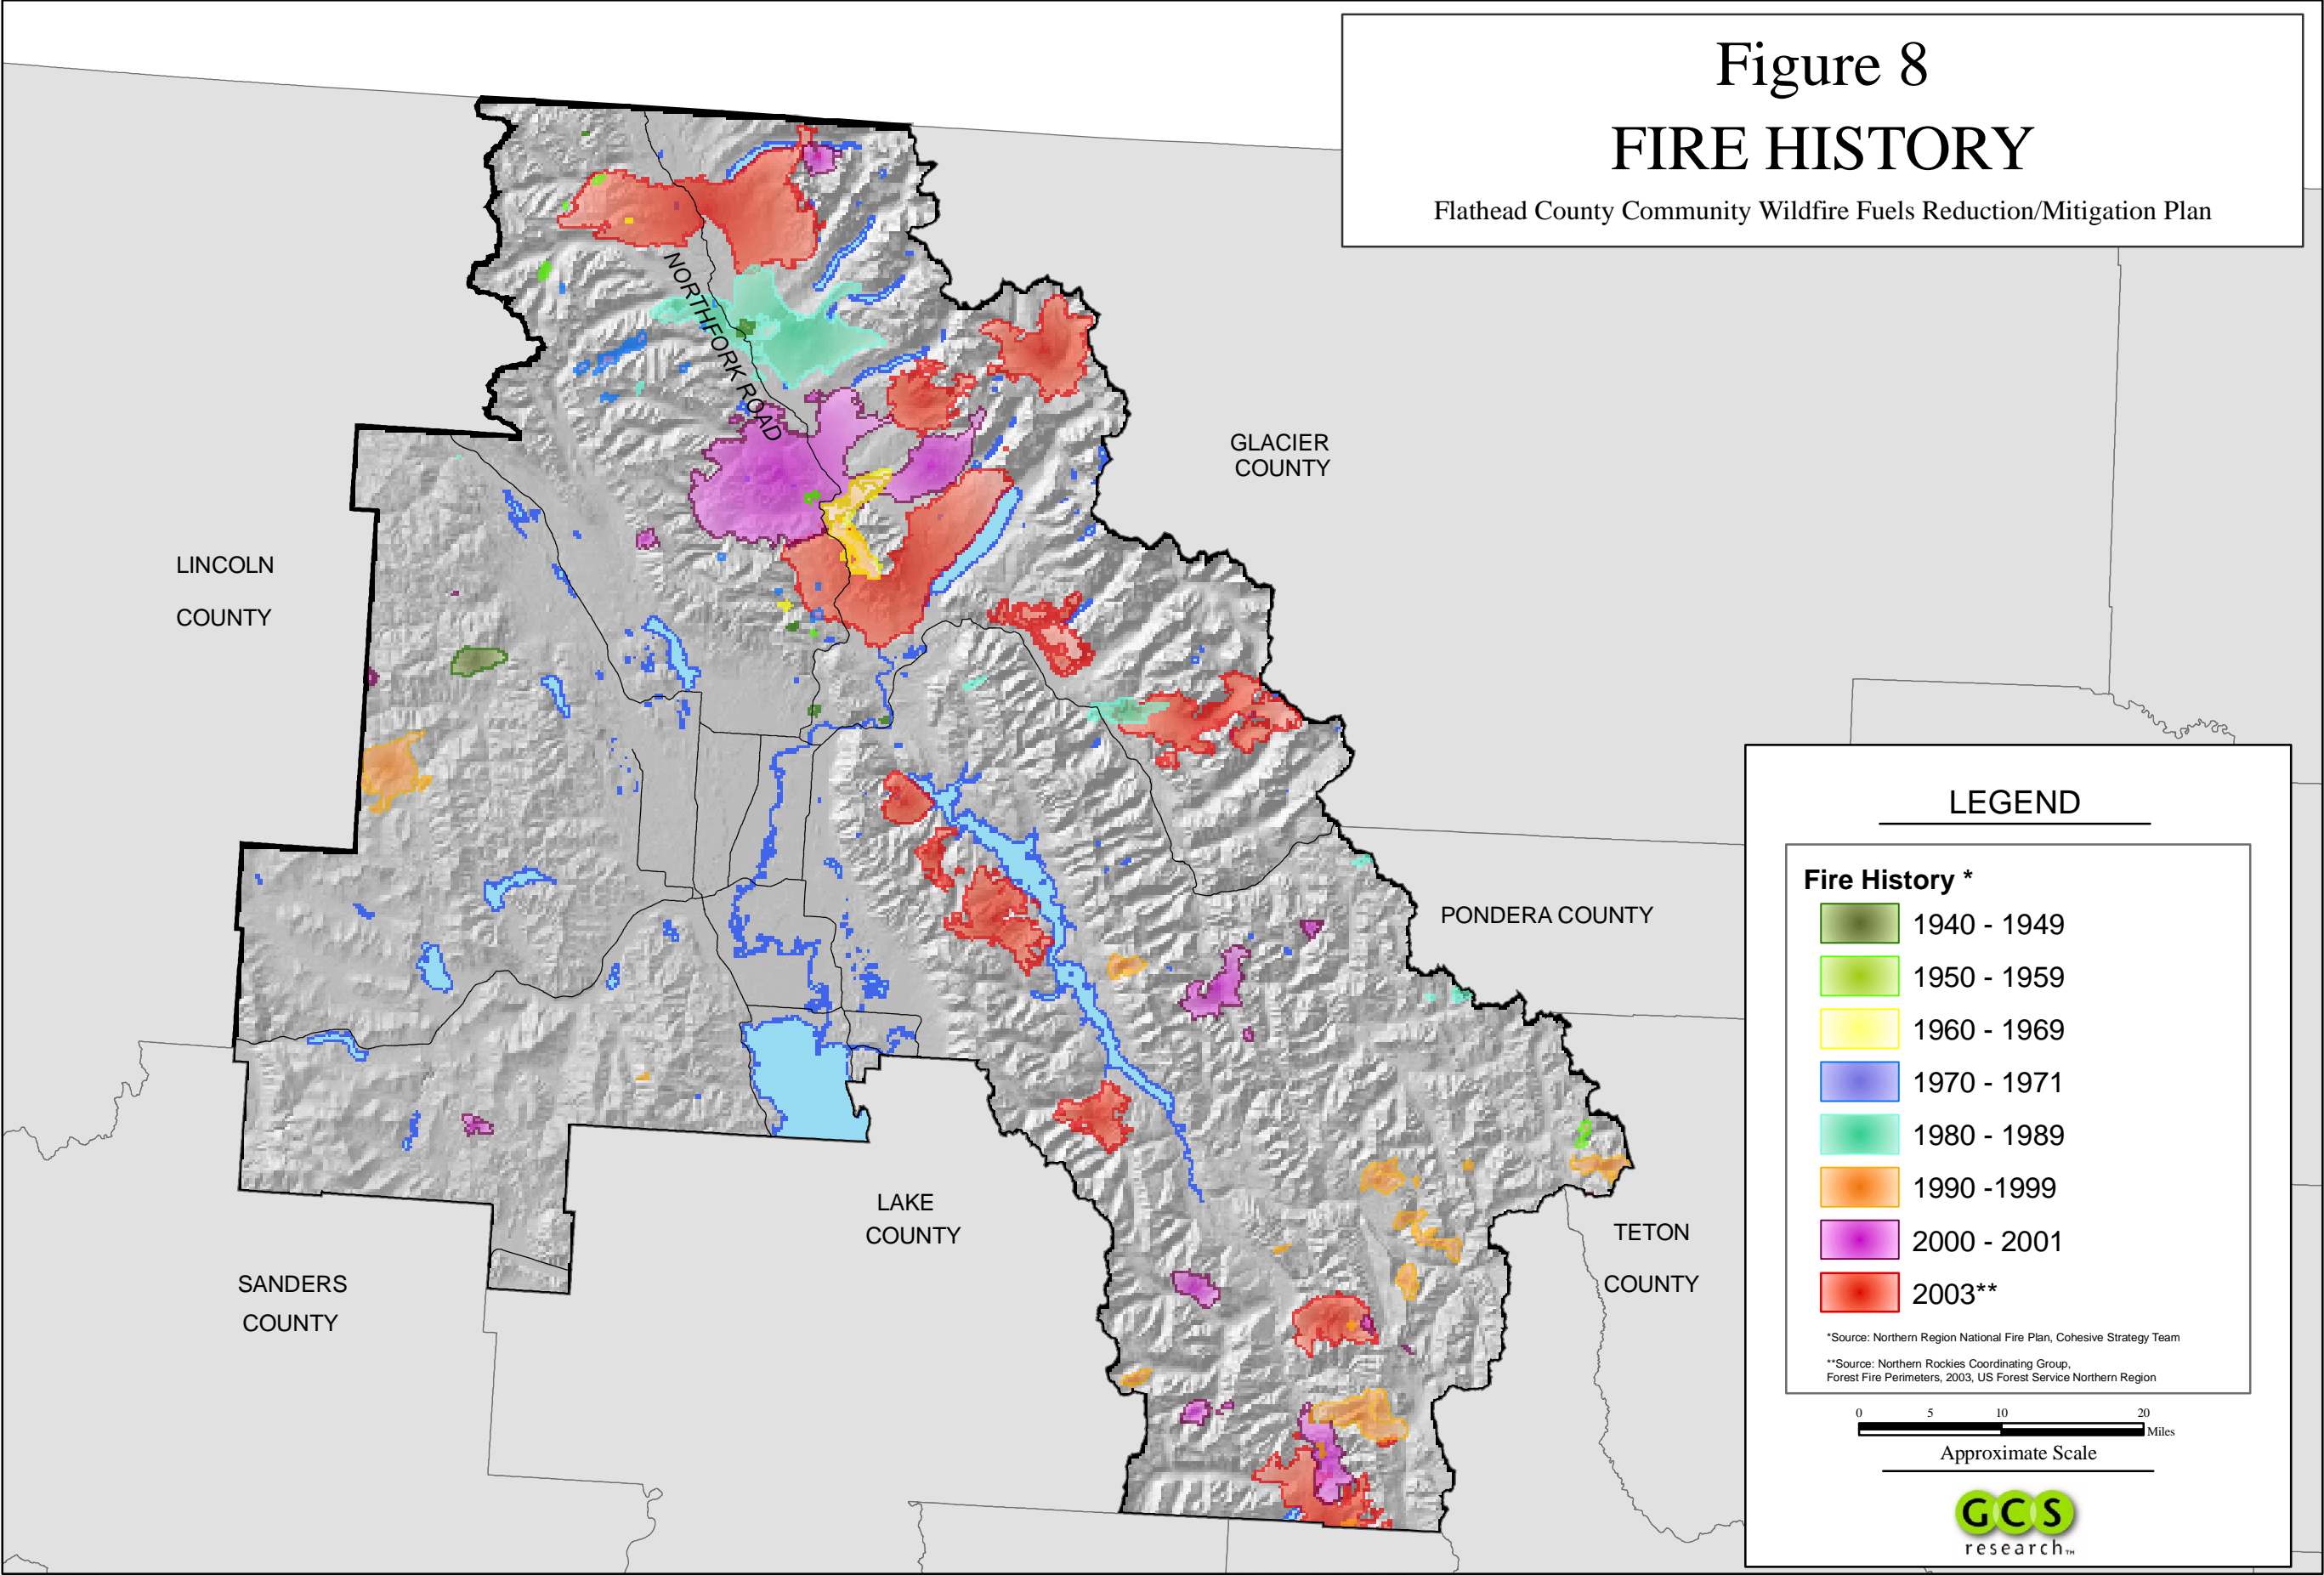 Figure 8
FIRE HISTORY
Flathead County Community Wildfire Fuels Reduction/Mitigation Plan
NORTHFORK ROAD
GLACIER
COUNTY
LINCOLN
COUNTY
PONDERA COUNTY
LAKE
COUNTY
TETON
COUNTY
SANDERS
COUNTY
LEGEND
Fire History *
1940 - 1949
1950 - 1959
1960 - 1969
1970 - 1971
1980 - 1989
1990 -1999
2000 - 2001
2003**
*Source: Northern Region National Fire Plan, Cohesive Strategy Team
**Source: Northern Rockies Coordinating Group,
Forest Fire Perimeters, 2003, US Forest Service Northern Region
0 5 10 20
Miles
Approximate Scale
GCS
research™